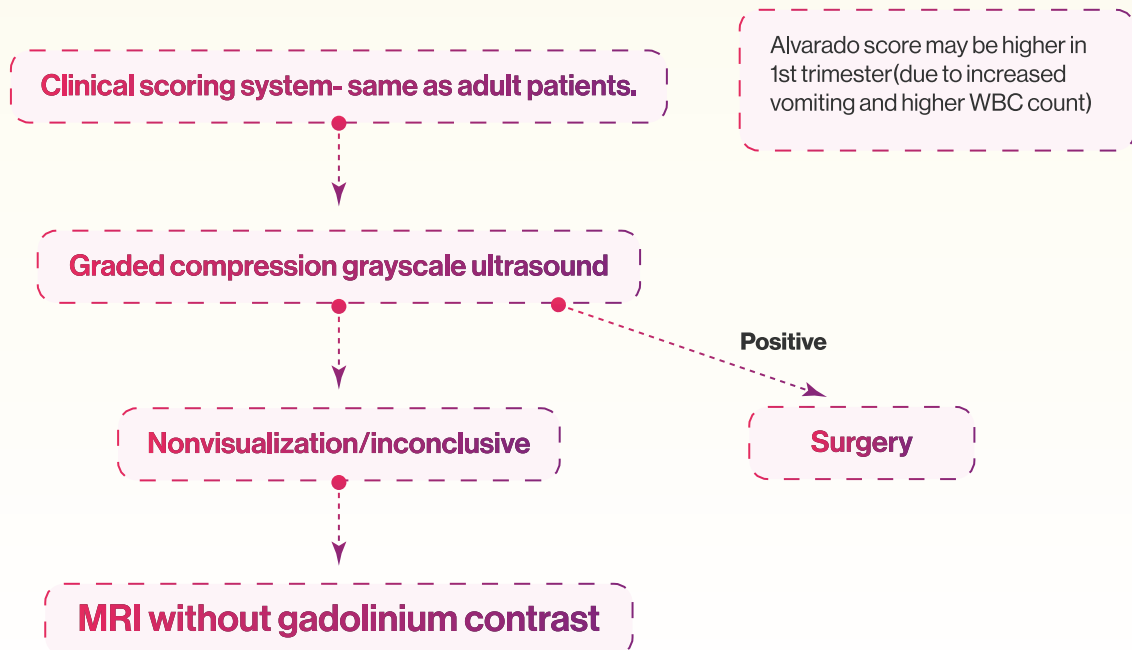 Clinical scoring system- same as adult patients.
Alvarado score may be higher in
1st trimester(due to increased
vomiting and higher WBC count)
Graded compression grayscale ultrasound
Positive
Nonvisualization/inconclusive
Surgery
MRI without gadolinium contrast